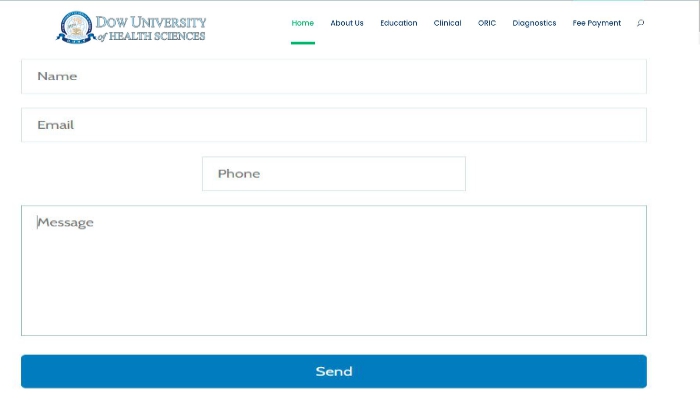 DOW UNIVERSITY
of HEALTH SCIENCES
Home About Us Education Clinical ORIC Diagnostics Fee Payment
Name
Email
Phone
Message
Send